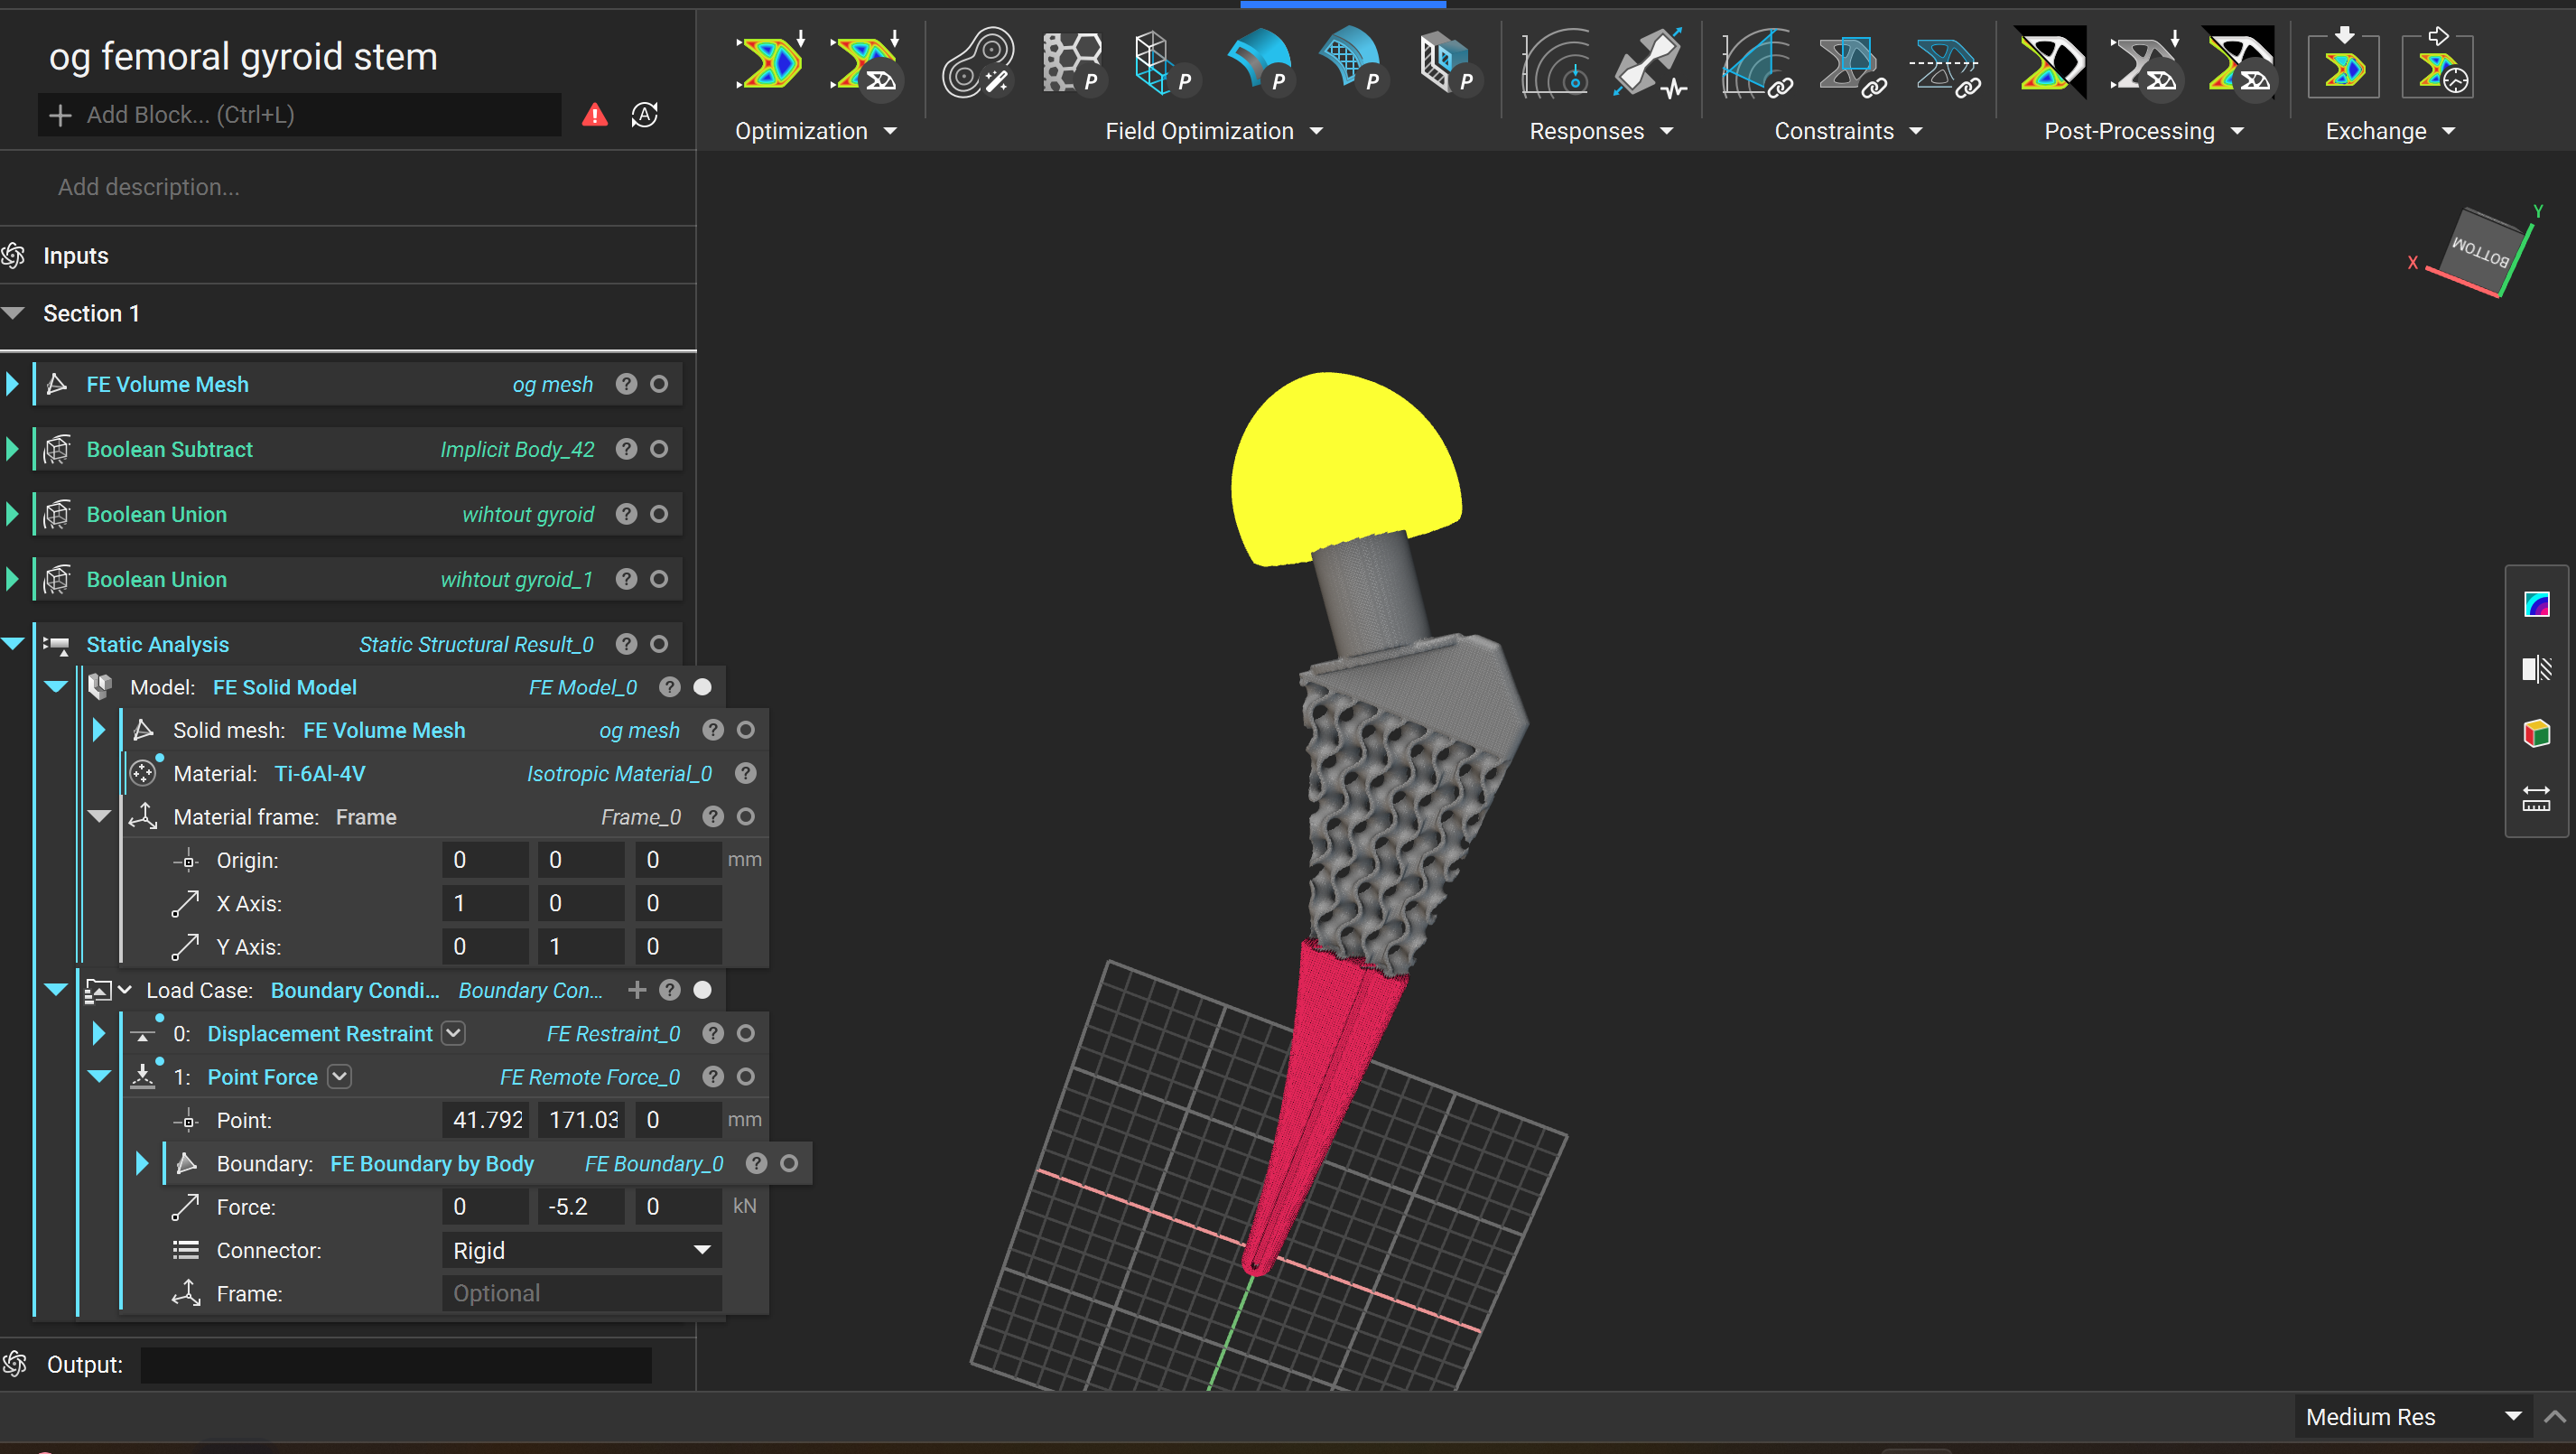 og femoral gyroid stem
Add Block... (Ctrl+L)
Add description...
Inputs
Section 1
FE Volume Mesh og mesh
Boolean Subtract Implicit Body_42
Boolean Union wihtout gyroid
Boolean Union wihtout gyroid_1
Static Analysis Static Structural Result_0
Model: FE Solid Model FE Model_0
Solid mesh: FE Volume Mesh og mesh
Material: Ti-6Al-4V Isotropic Material_0
Material frame: Frame Frame_0
Origin: 0 0 0 mm
X Axis: 1 0 0
Y Axis: 0 1 0
Load Case: Boundary Condi... Boundary Con...
0: Displacement Restraint FE Restraint_0
1: Point Force FE Remote Force_0
Point: 41.792 171.03 0 mm
Boundary: FE Boundary by Body FE Boundary_0
Force: 0 -5.2 0 kN
Connector: Rigid
Frame: Optional
Output:
Optimization
Field Optimization
Responses
Constraints
Post-Processing
Exchange
Y
X
BOTTOM
Medium Res